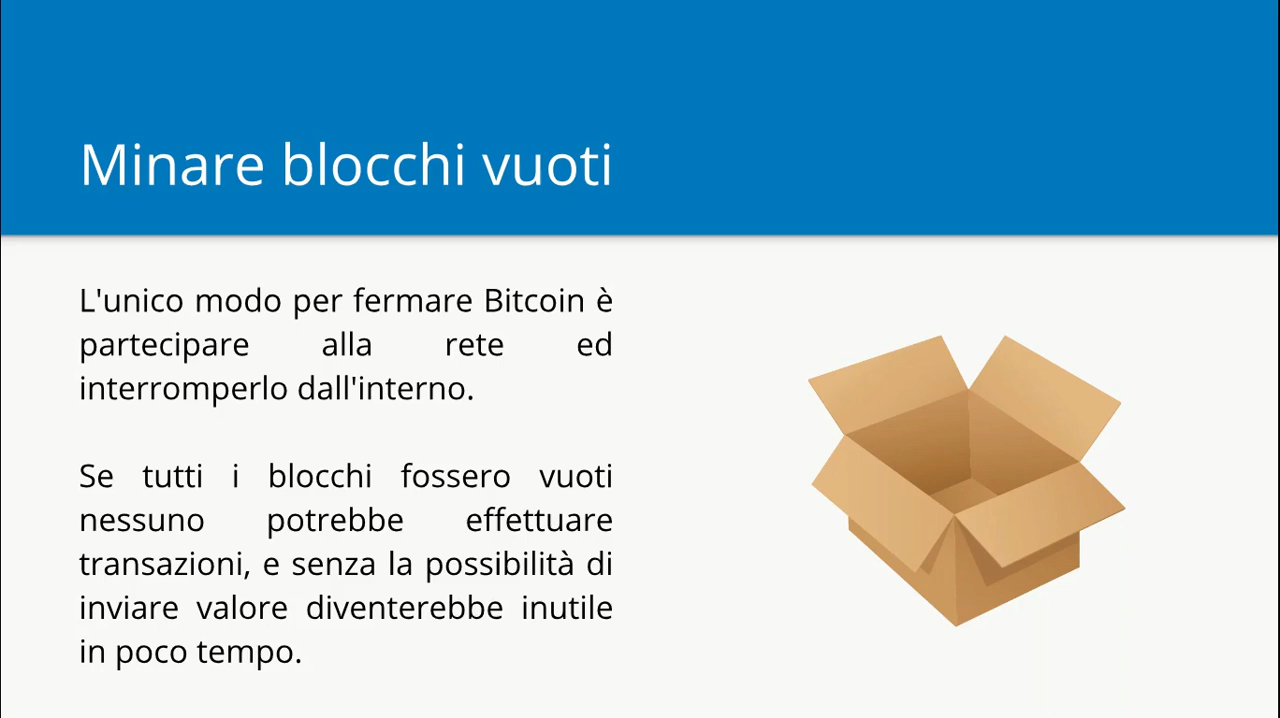 Minare blocchi vuoti
L'unico modo per fermare Bitcoin è
partecipare alla rete ed
interromperlo dall'interno.
Se tutti i blocchi fossero vuoti
nessuno potrebbe effettuare
transazioni, e senza la possibilità di
inviare valore diventerebbe inutile
in poco tempo.